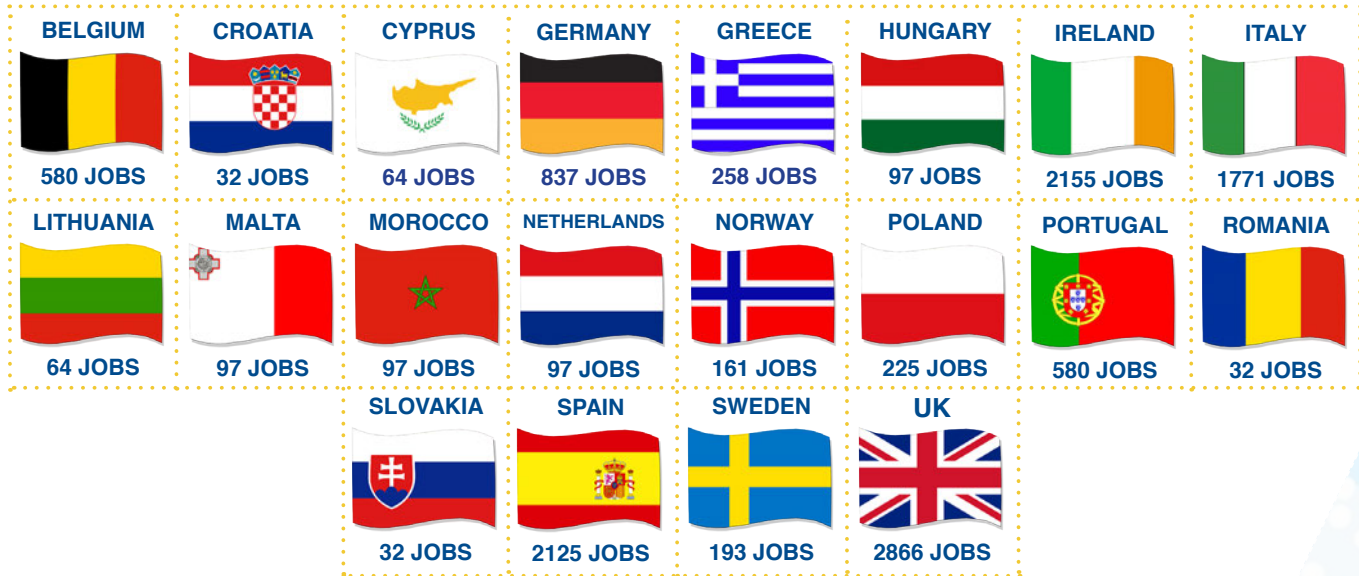 BELGIUM CROATIA CYPRUS GERMANY GREECE HUNGARY IRELAND ITALY
580 JOBS 32 JOBS 64 JOBS 837 JOBS 258 JOBS 97 JOBS 2155 JOBS 1771 JOBS
LITHUANIA MALTA MOROCCO NETHERLANDS NORWAY POLAND PORTUGAL ROMANIA
64 JOBS 97 JOBS 97 JOBS 97 JOBS 161 JOBS 225 JOBS 580 JOBS 32 JOBS
SLOVAKIA SPAIN SWEDEN UK
32 JOBS 2125 JOBS 193 JOBS 2866 JOBS